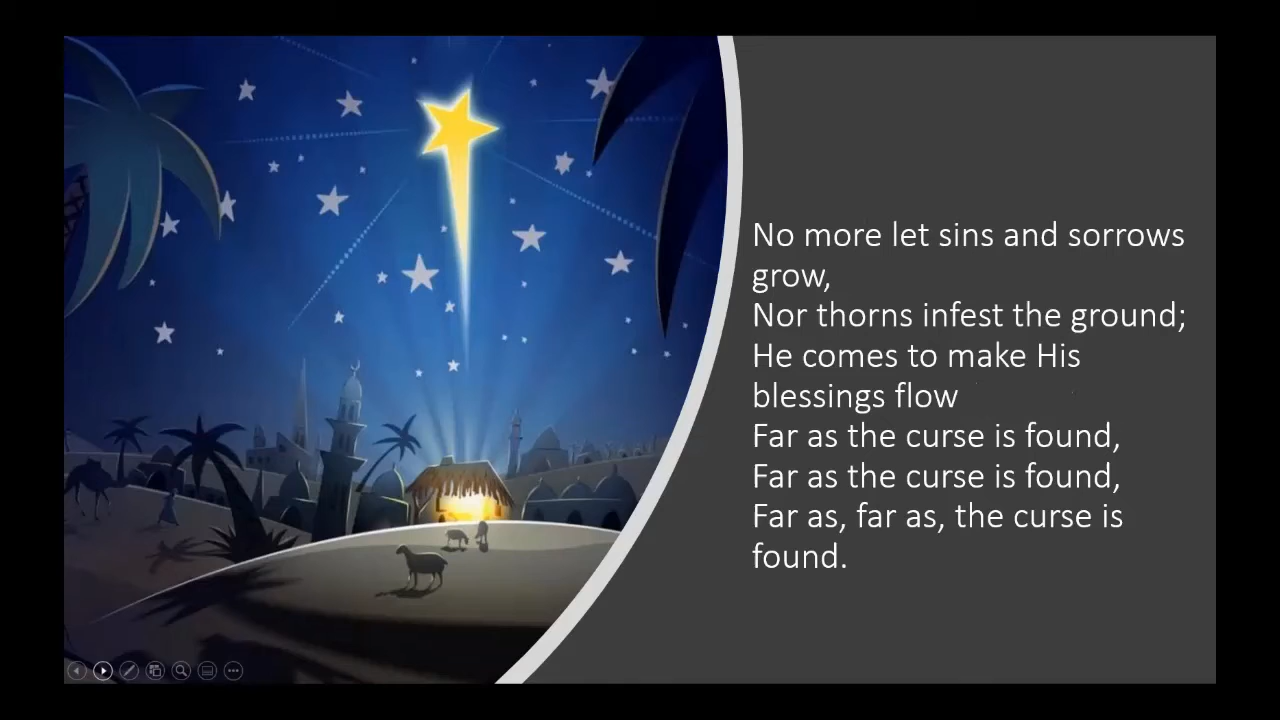 No more let sins and sorrows
grow,
Nor thorns infest the ground;
He comes to make His
blessings flow
Far as the curse is found,
Far as the curse is found,
Far as, far as, the curse is
found.